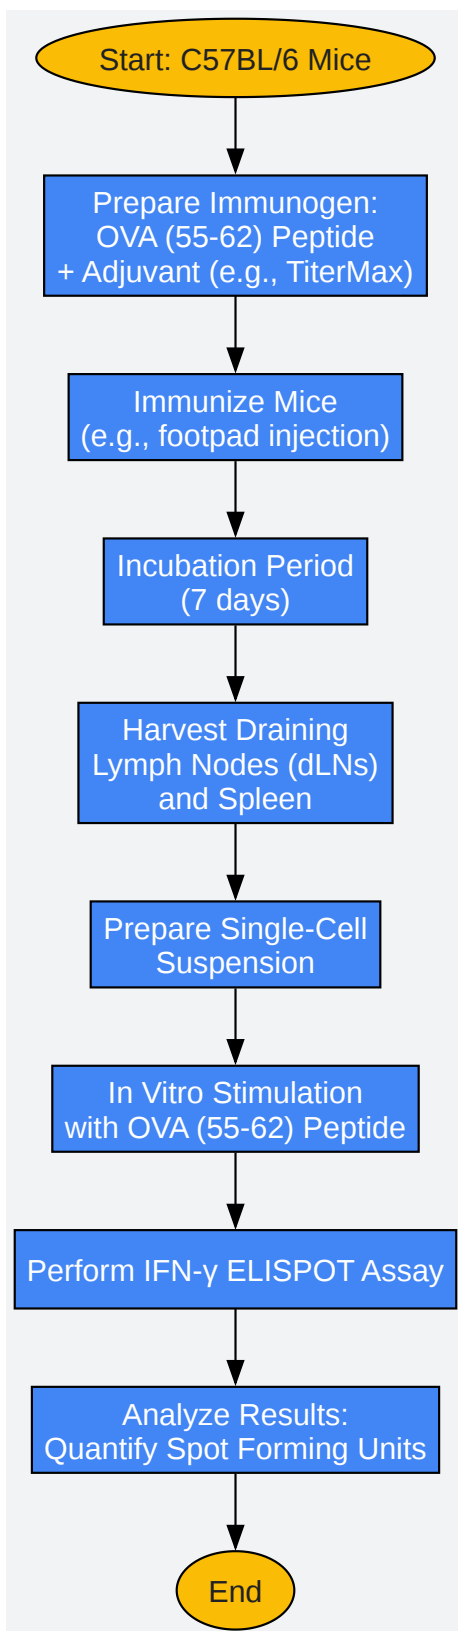 Start: C57BL/6 Mice
Prepare Immunogen:
OVA (55-62) Peptide
+ Adjuvant (e.g., TiterMax)
Immunize Mice
(e.g., footpad injection)
Incubation Period
(7 days)
Harvest Draining
Lymph Nodes (dLNs)
and Spleen
Prepare Single-Cell
Suspension
In Vitro Stimulation
with OVA (55-62) Peptide
Perform IFN-γ ELISPOT Assay
Analyze Results:
Quantify Spot Forming Units
End